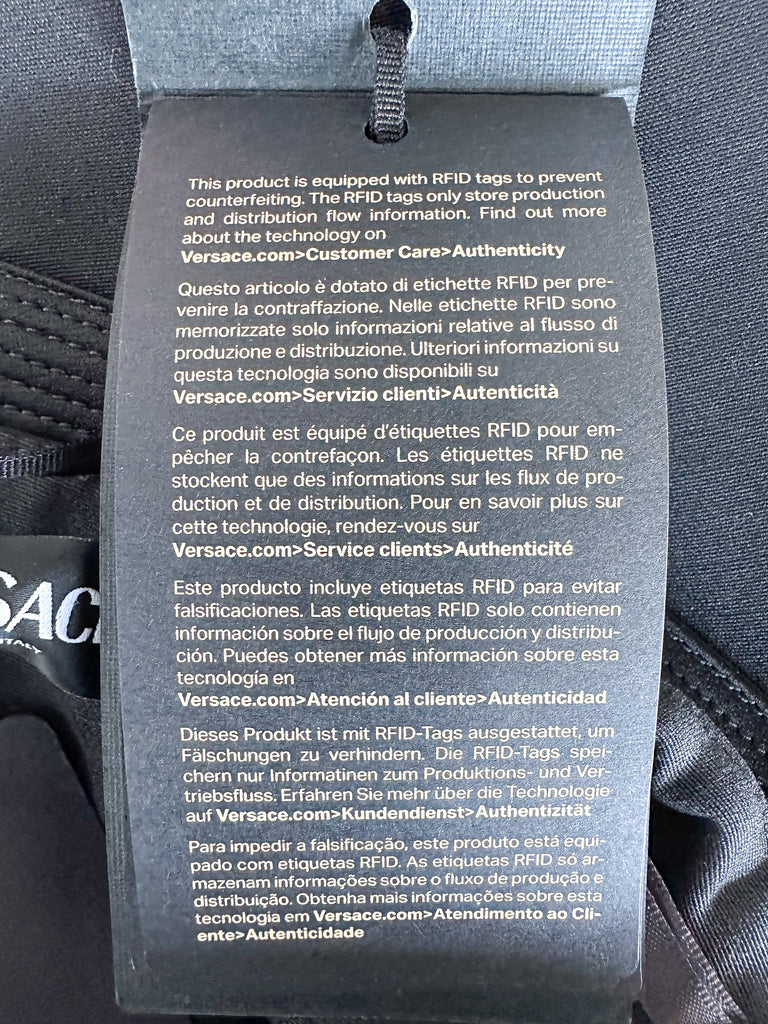 This product is equipped with RFID tags to prevent
counterfeiting. The RFID tags only store production
and distribution flow information. Find out more
about the technology on
Versace.com>Customer Care>Authenticity
Questo articolo è dotato di etichette RFID per pre-
venire la contraffazione. Nelle etichette RFID sono
memorizzate solo informazioni relative al flusso di
produzione e distribuzione. Ulteriori informazioni su
questa tecnologia sono disponibili su
Versace.com>Servizio clienti>Autenticità
Ce produit est équipé d'étiquettes RFID pour em-
pêcher la contrefaçon. Les étiquettes RFID ne
stockent que des informations sur les flux de pro-
duction et de distribution. Pour en savoir plus sur
cette technologie, rendez-vous sur
Versace.com>Service clients>Authenticité
Este producto incluye etiquetas RFID para evitar
falsificaciones. Las etiquetas RFID solo contienen
información sobre el flujo de producción y distribu-
ción. Puedes obtener más información sobre esta
tecnología en
Versace.com>Atención al cliente>Autenticidad
Dieses Produkt ist mit RFID-Tags ausgestattet, um
Fälschungen zu verhindern. Die RFID-Tags spei-
chern nur Informatinen zum Produktions- und Ver-
triebsfluss. Erfahren Sie mehr über die Technologie
auf Versace.com>Kundendienst>Authentizität
Para impedir a falsificação, este produto está equi-
pado com etiquetas RFID. As etiquetas RFID só ar-
mazenam informações sobre o fluxo de produção e
distribuição. Obtenha mais informações sobre esta
tecnologia em Versace.com>Atendimento ao Cli-
ente>Autenticidade
SAC